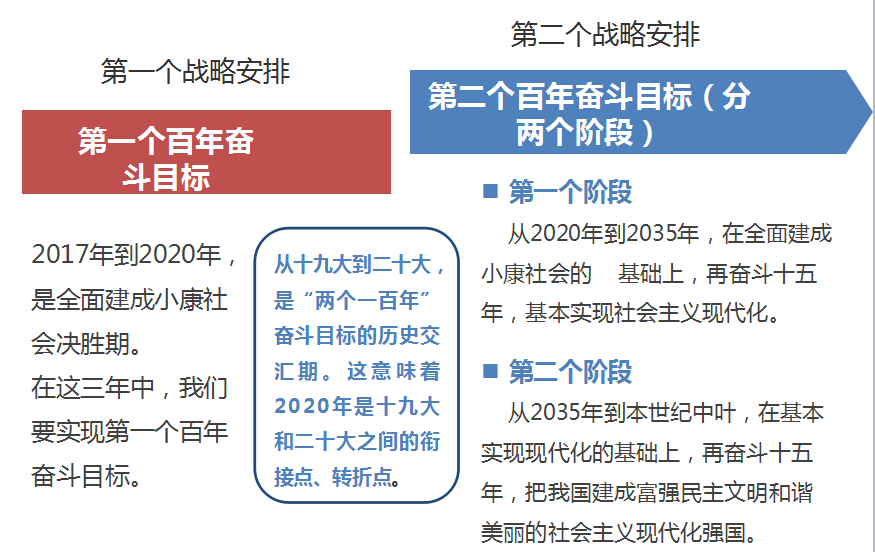 第一个战略安排
第一个百年奋
斗目标
2017年到2020年，
是全面建成小康社
会决胜期。
在这三年中，我们
要实现第一个百年
奋斗目标。
从十九大到二十大，
是“两个一百年”
奋斗目标的历史交
汇期。这意味着
2020年是十九大
和二十大之间的衔
接点、转折点。
第二个战略安排
第二个百年奋斗目标（分
两个阶段）
第一个阶段
从2020年到2035年，在全面建成
小康社会的 基础上，再奋斗十五
年，基本实现社会主义现代化。
第二个阶段
从2035年到本世纪中叶，在基本
实现现代化的基础上，再奋斗十五
年，把我国建成富强民主文明和谐
美丽的社会主义现代化强国。